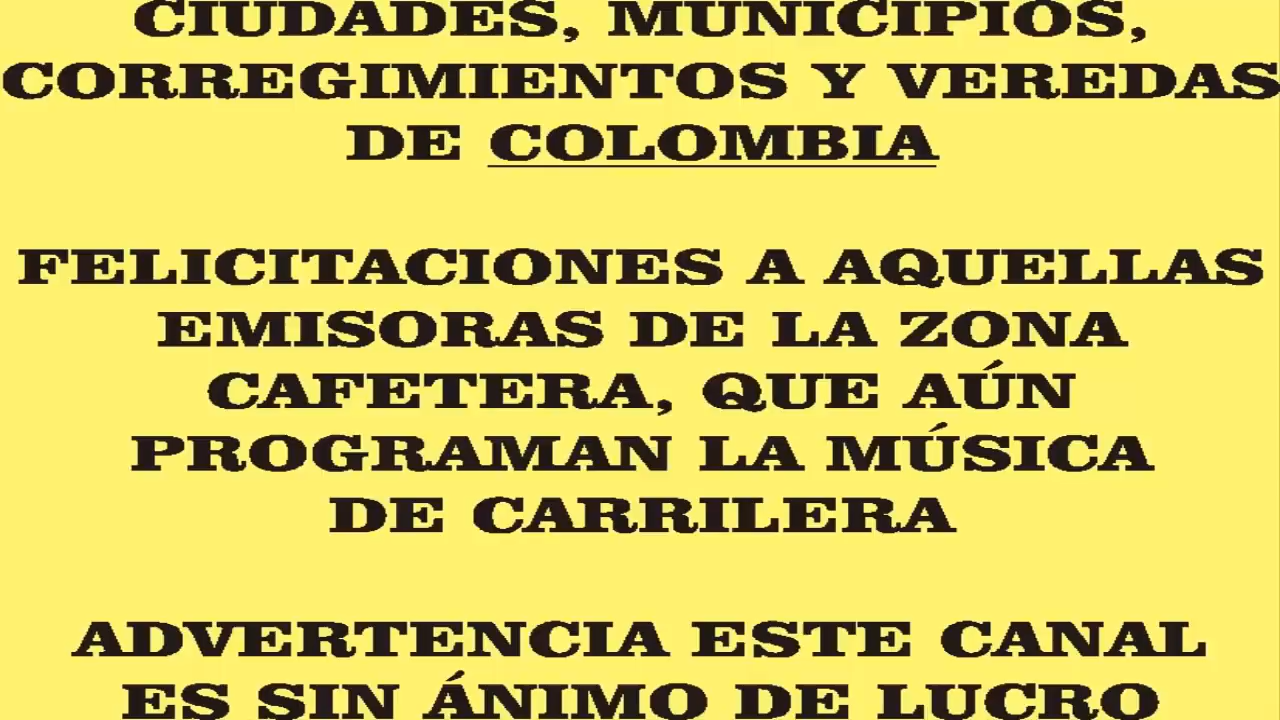 CIUDADES, MUNICIPIOS,
CORREGIMIENTOS Y VEREDAS
DE COLOMBIA
FELICITACIONES A AQUELLAS
EMISORAS DE LA ZONA
CAFETERA, QUE AÚN
PROGRAMAN LA MÚSICA
DE CARRILERA
ADVERTENCIA ESTE CANAL
ES SIN ÁNIMO DE LUCRO